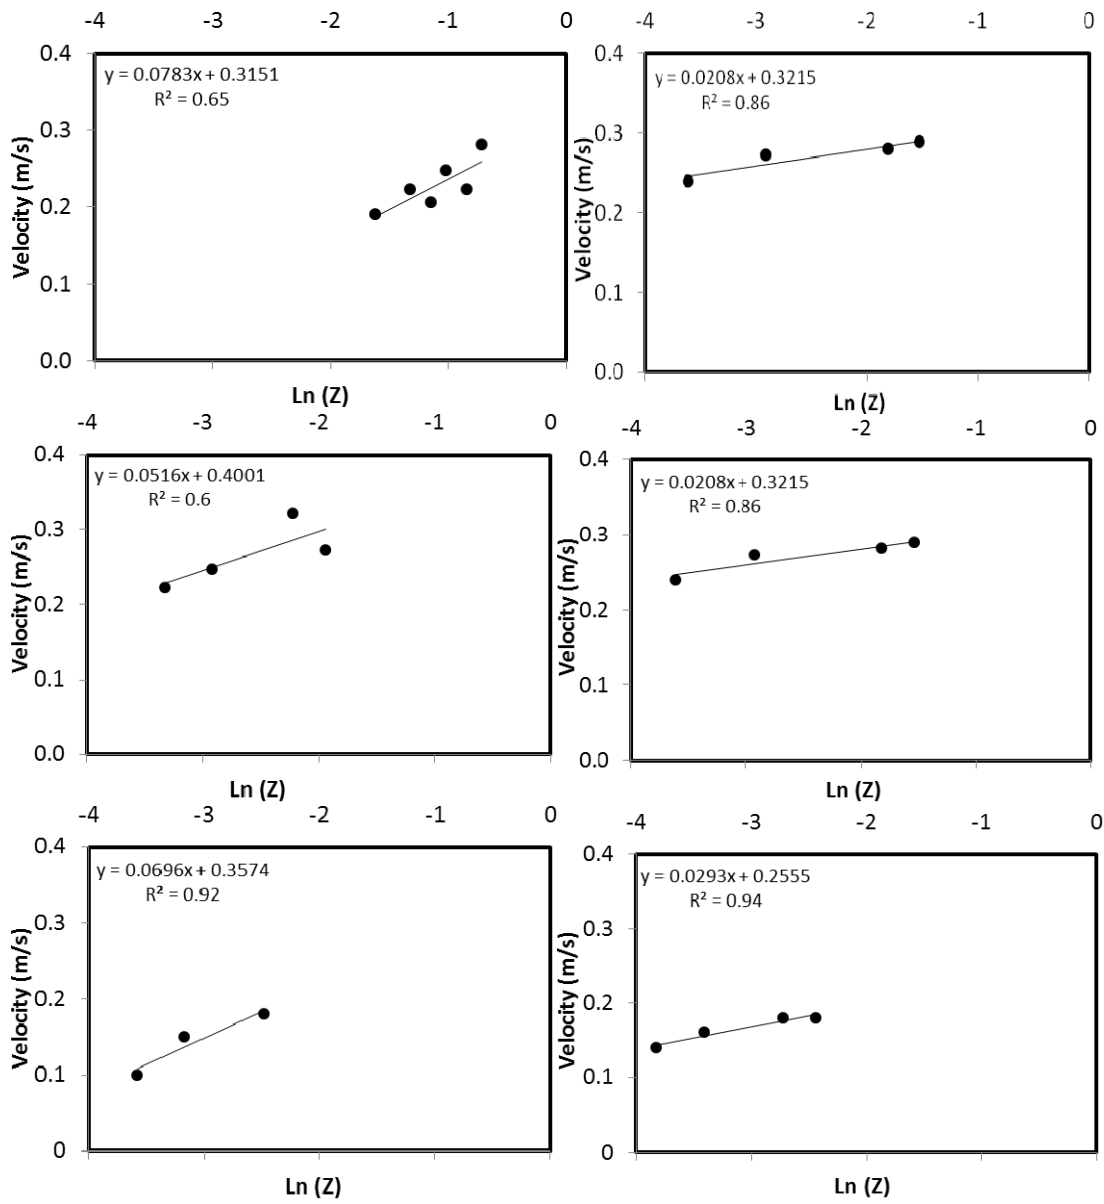 -4 -3 -2 -1 0
0.4
0.3
0.2
0.1
0.0
Velocity (m/s)
y = 0.0783x + 0.3151
R² = 0.65
Ln (Z)
-4 -3 -2 -1 0
0.4
0.3
0.2
0.1
0.0
Velocity (m/s)
y = 0.0208x + 0.3215
R² = 0.86
Ln (Z)
-4 -3 -2 -1 0
0.4
0.3
0.2
0.1
0.0
Velocity (m/s)
y = 0.0516x + 0.4001
R² = 0.6
Ln (Z)
-4 -3 -2 -1 0
0.4
0.3
0.2
0.1
0.0
Velocity (m/s)
y = 0.0208x + 0.3215
R² = 0.86
Ln (Z)
-4 -3 -2 -1 0
0.4
0.3
0.2
0.1
0
Velocity (m/s)
y = 0.0696x + 0.3574
R² = 0.92
Ln (Z)
-4 -3 -2 -1 0
0.4
0.3
0.2
0.1
0
Velocity (m/s)
y = 0.0293x + 0.2555
R² = 0.94
Ln (Z)